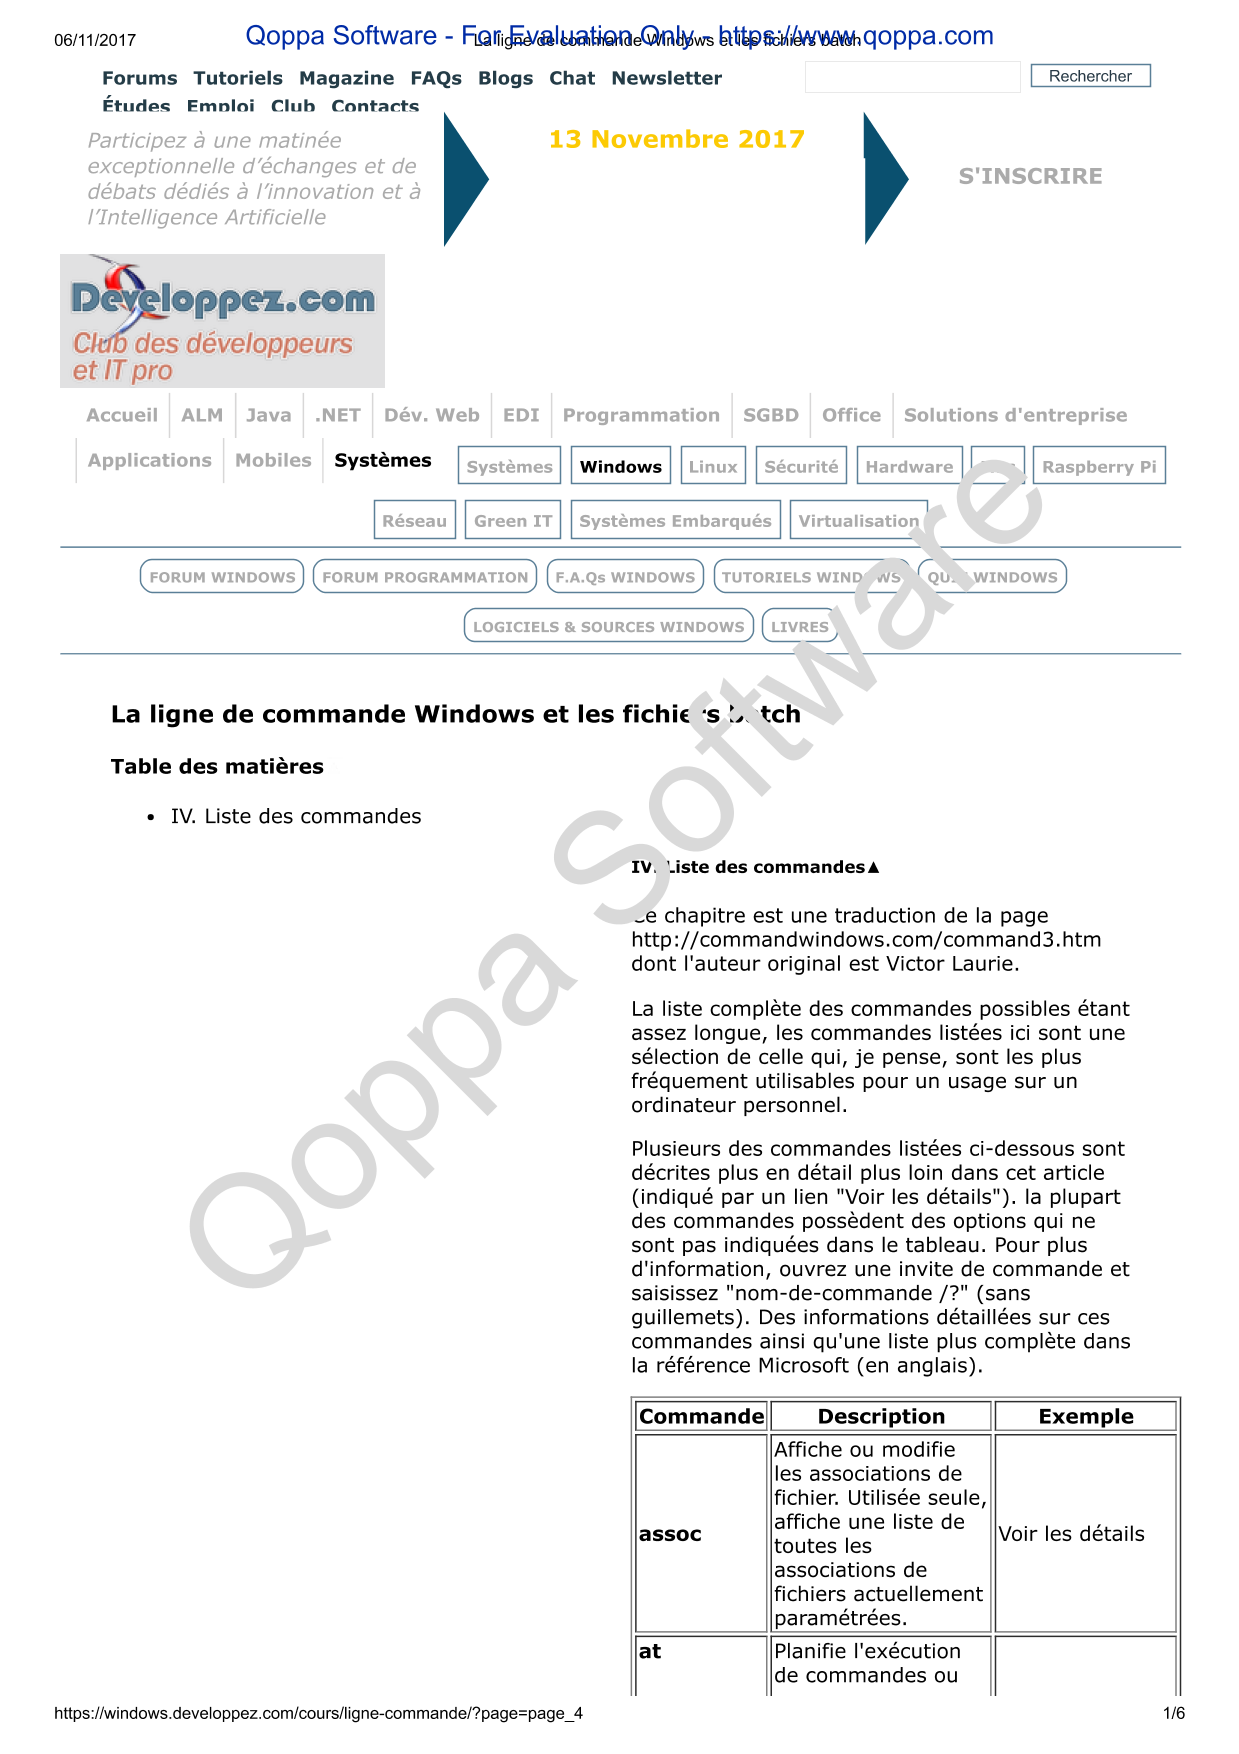 06/11/2017
Qoppa Software - For Evaluation Only - https://www.qoppa.com
La ligne de commande Windows et les fichiers batch
Forums Tutoriels Magazine FAQs Blogs Chat Newsletter
Rechercher
Études Emploi Club Contacts
Participez à une matinée
exceptionnelle d’échanges et de
débats dédiés à l’innovation et à
l’Intelligence Artificielle
13 Novembre 2017
S'INSCRIRE
Developpez.com
Club des développeurs
et IT pro
Accueil ALM Java .NET Dév. Web EDI Programmation SGBD Office Solutions d'entreprise
Applications Mobiles Systèmes Systèmes Windows Linux Sécurité Hardware Raspberry Pi
Réseau Green IT Systèmes Embarqués Virtualisation
FORUM WINDOWS FORUM PROGRAMMATION F.A.Qs WINDOWS TUTORIELS WINDOWS QUIZ WINDOWS
LOGICIELS & SOURCES WINDOWS LIVRES
Qoppa Software
La ligne de commande Windows et les fichiers batch
Table des matières
• IV. Liste des commandes
IV. Liste des commandes▲
Ce chapitre est une traduction de la page
http://commandwindows.com/command3.htm
dont l'auteur original est Victor Laurie.
La liste complète des commandes possibles étant
assez longue, les commandes listées ici sont une
sélection de celle qui, je pense, sont les plus
fréquement utilisables pour un usage sur un
ordinateur personnel.
Plusieurs des commandes listées ci-dessous sont
décrites plus en détail plus loin dans cet article
(indiqué par un lien "Voir les détails"). la plupart
des commandes possèdent des options qui ne
sont pas indiquées dans le tableau. Pour plus
d'information, ouvrez une invite de commande et
saisissez "nom-de-commande /?" (sans
guillemets). Des informations détaillées sur ces
commandes ainsi qu'une liste plus complète dans
la référence Microsoft (en anglais).
Commande Description Exemple
assoc
Affiche ou modifie
les associations de
fichier. Utilisée seule,
affiche une liste de
toutes les
associations de
fichiers actuellement
paramétrées.
Voir les détails
at
Planifie l'exécution
de commandes ou
https://windows.developpez.com/cours/ligne-commande/?page=page_4
1/6